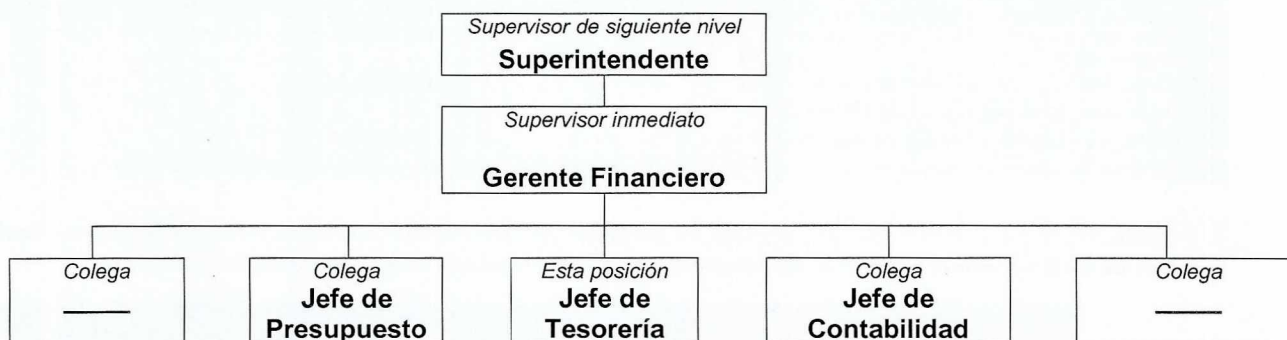 Supervisor de siguiente nivel
Superintendente
Supervisor inmediato
Gerente Financiero
Colega
Colega
Jefe de
Presupuesto
Esta posición
Jefe de
Tesorería
Colega
Jefe de
Contabilidad
Colega